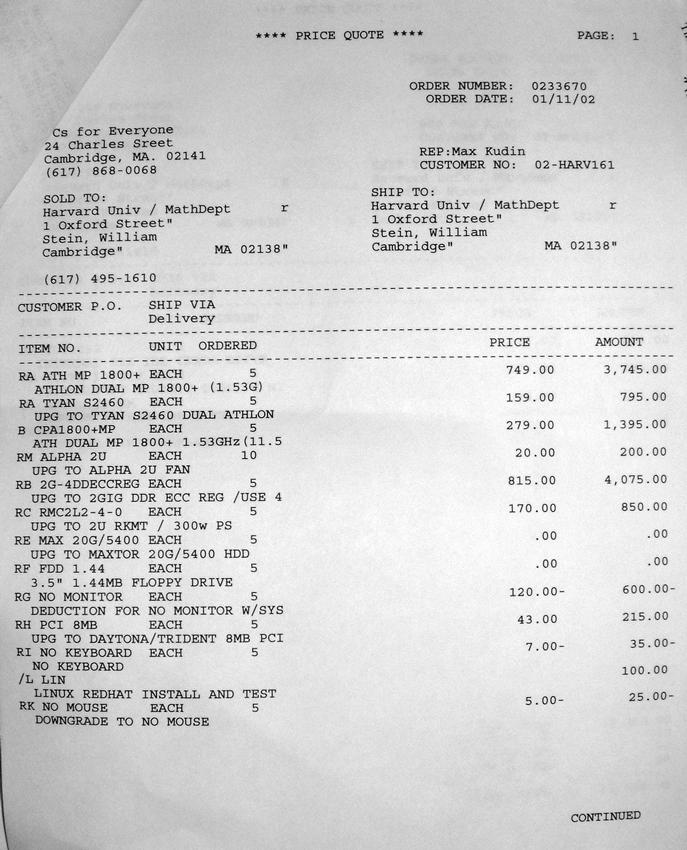 **** PRICE QUOTE **** PAGE: 1
ORDER NUMBER: 0233670
ORDER DATE: 01/11/02
Cs for Everyone
24 Charles Sreet
Cambridge, MA. 02141
(617) 868-0068
REP:Max Kudin
CUSTOMER NO: 02-HARV161
SOLD TO:
Harvard Univ / MathDept r
1 Oxford Street"
Stein, William
Cambridge" MA 02138"
(617) 495-1610
SHIP TO:
Harvard Univ / MathDept r
1 Oxford Street"
Stein, William
Cambridge" MA 02138"
CUSTOMER P.O. SHIP VIA
Delivery
ITEM NO. UNIT ORDERED PRICE AMOUNT
RA ATH MP 1800+ EACH 5 749.00 3,745.00
ATHLON DUAL MP 1800+ (1.53G)
RA TYAN S2460 EACH 5 159.00 795.00
UPG TO TYAN S2460 DUAL ATHLON
B CPA1800+MP EACH 5 279.00 1,395.00
ATH DUAL MP 1800+ 1.53GHz(11.5
RM ALPHA 2U EACH 10 20.00 200.00
UPG TO ALPHA 2U FAN
RB 2G-4DDECCREG EACH 5 815.00 4,075.00
UPG TO 2GIG DDR ECC REG /USE 4
RC RMC2L2-4-0 EACH 5 170.00 850.00
UPG TO 2U RKMT / 300w PS
RE MAX 20G/5400 EACH 5 .00 .00
UPG TO MAXTOR 20G/5400 HDD
RF FDD 1.44 EACH 5 .00 .00
3.5" 1.44MB FLOPPY DRIVE
RG NO MONITOR EACH 5 120.00- 600.00-
DEDUCTION FOR NO MONITOR W/SYS
RH PCI 8MB EACH 5 43.00 215.00
UPG TO DAYTONA/TRIDENT 8MB PCI
RI NO KEYBOARD EACH 5 7.00- 35.00-
NO KEYBOARD
/L LIN 100.00
LINUX REDHAT INSTALL AND TEST
RK NO MOUSE EACH 5 5.00- 25.00-
DOWNGRADE TO NO MOUSE
CONTINUED